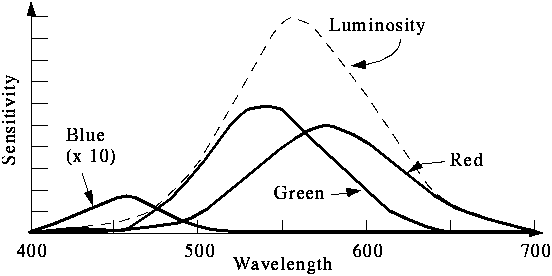 Luminosity
Sensitivity
Blue
(x 10)
Red
Green
400
500
600
700
Wavelength